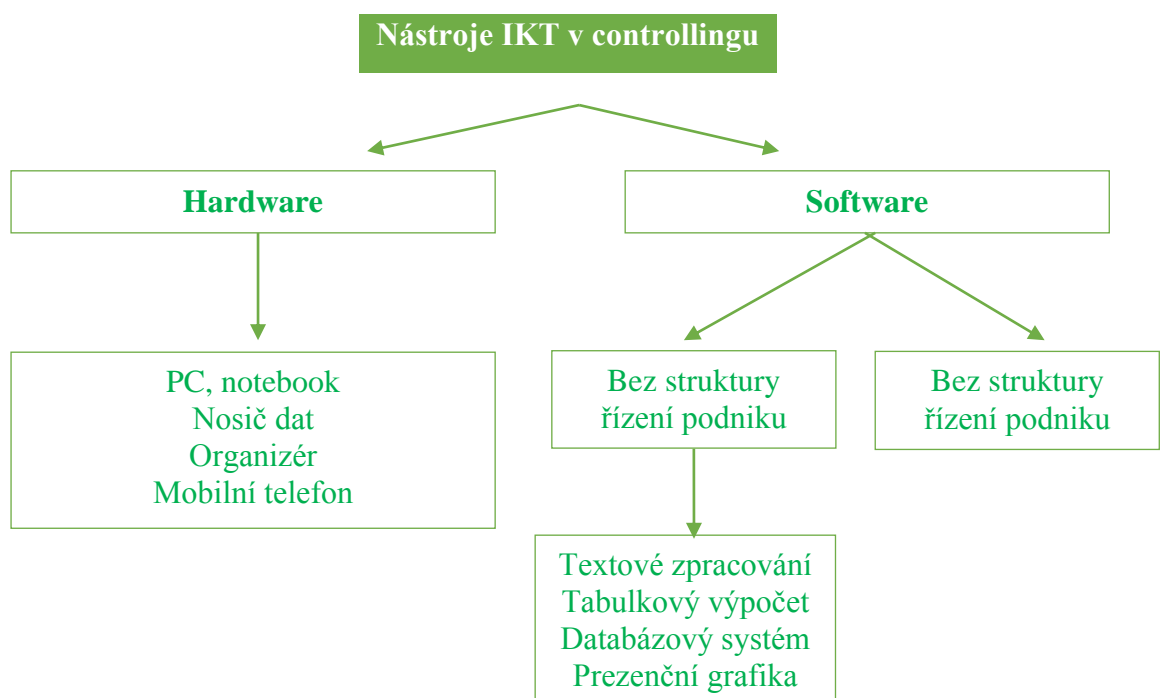 Nástroje IKT v controllingu
Hardware
Software
PC, notebook
Nosič dat
Organizér
Mobilní telefon
Bez struktury
řízení podniku
Bez struktury
řízení podniku
Textové zpracování
Tabulkový výpočet
Databázový systém
Prezenční grafika